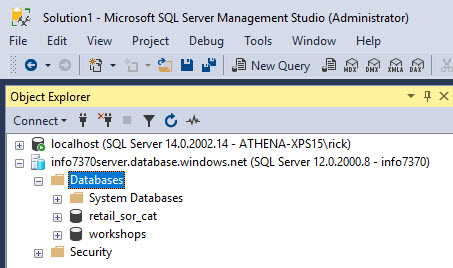 Solution1 - Microsoft SQL Server Management Studio (Administrator)
File Edit View Project Debug Tools Window Help
New Query MDX DMX XMLA DAX
Object Explorer
Connect
localhost (SQL Server 14.0.2002.14 - ATHENA-XPS15\rick)
info7370server.database.windows.net (SQL Server 12.0.2000.8 - info7370)
Databases
System Databases
retail_sor_cat
workshops
Security